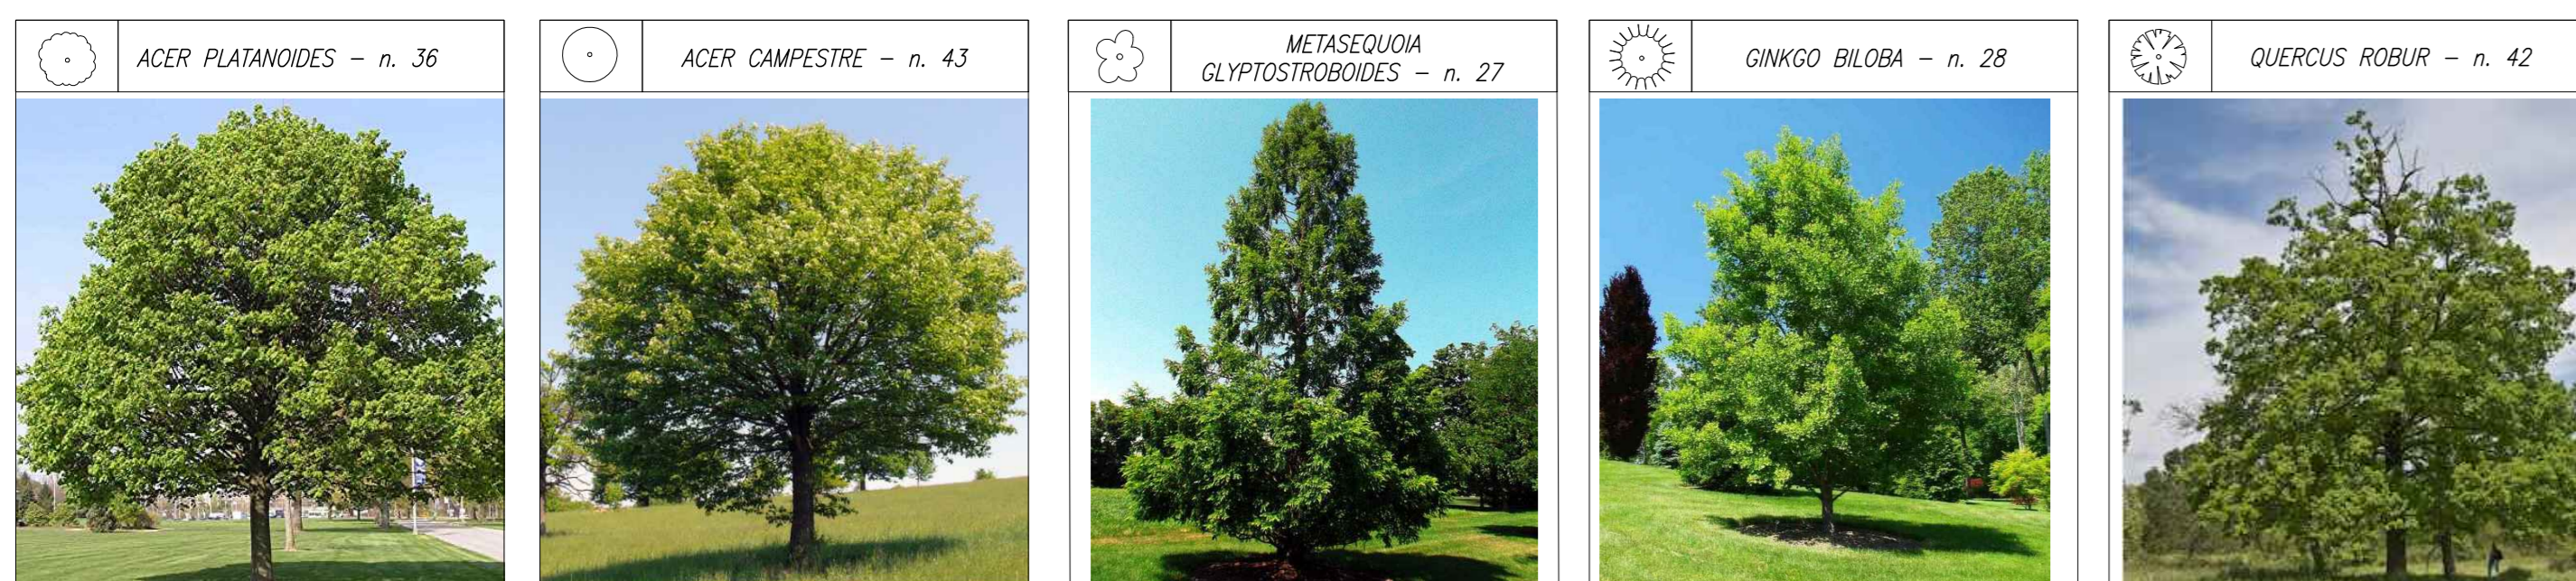 ACER PLATANOIDES – n. 36
ACER CAMPESTRE – n. 43
METASEQUOIA
GLYPTOSTROBOIDES – n. 27
GINKGO BILOBA – n. 28
QUERCUS ROBUR – n. 42